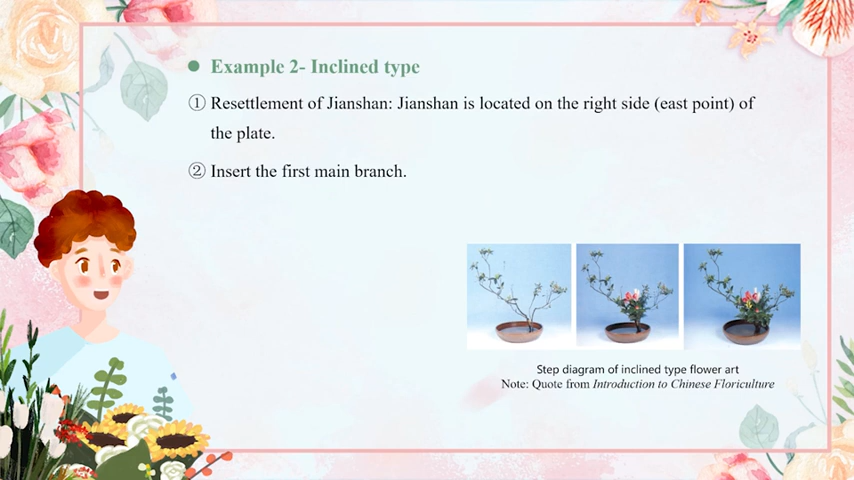 ● Example 2- Inclined type
① Resettlement of Jianshan: Jianshan is located on the right side (east point) of
the plate.
② Insert the first main branch.
Step diagram of inclined type flower art
Note: Quote from Introduction to Chinese Floriculture